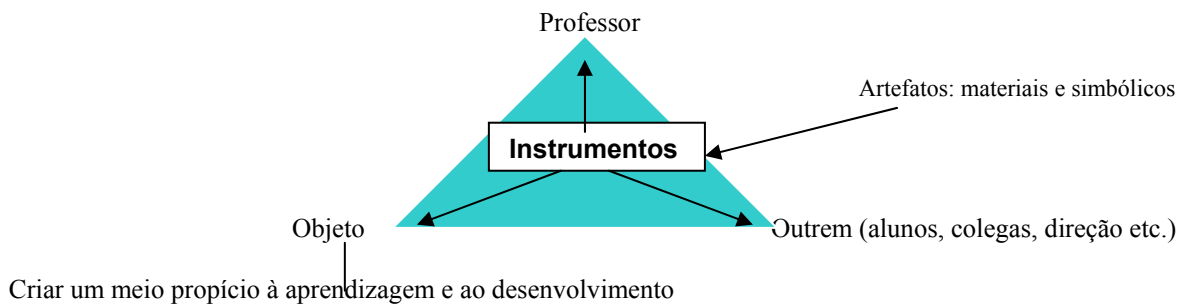 Professor
Artefatos: materiais e simbólicos
Instrumentos
Objeto
Outrem (alunos, colegas, direção etc.)
Criar um meio propício à aprendizagem e ao desenvolvimento